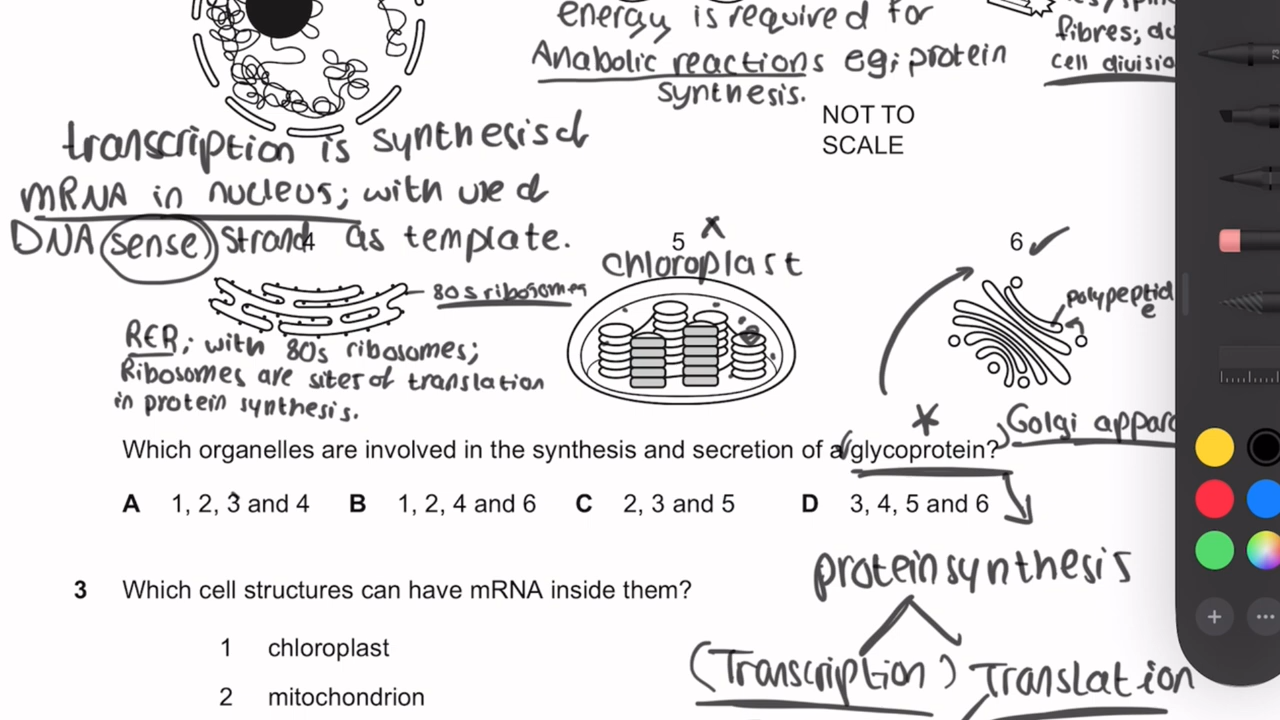 energy is required for
Anabolic reactions eg; protein
synthesis.
fibres; du
cell divisio
NOT TO
SCALE
transcription is synthesis of
mRNA in nucleus; with use of
DNA (sense) strand as template.
4
5 x
6 ✓
chloroplast
80s ribosomes
polypeptid
e
RER; with 80s ribosomes;
Ribosomes are sites of translation
in protein synthesis.
Golgi appara
Which organelles are involved in the synthesis and secretion of a glycoprotein?
A 1, 2, 3 and 4 B 1, 2, 4 and 6 C 2, 3 and 5 D 3, 4, 5 and 6
protein synthesis
3 Which cell structures can have mRNA inside them?
1 chloroplast
(Transcription) Translation
2 mitochondrion